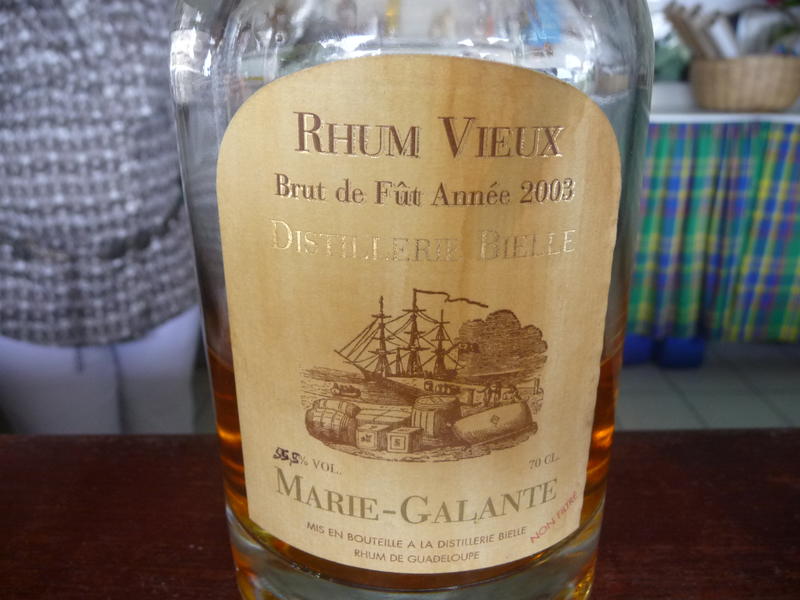 RHUM VIEUX
Brut de Fût Année 2003
DISTILLERIE BIELLE
% VOL.
70 CL.
MARIE-GALANTE
NON FILTRÉ
MIS EN BOUTEILLE A LA DISTILLERIE BIELLE
RHUM DE GUADELOUPE